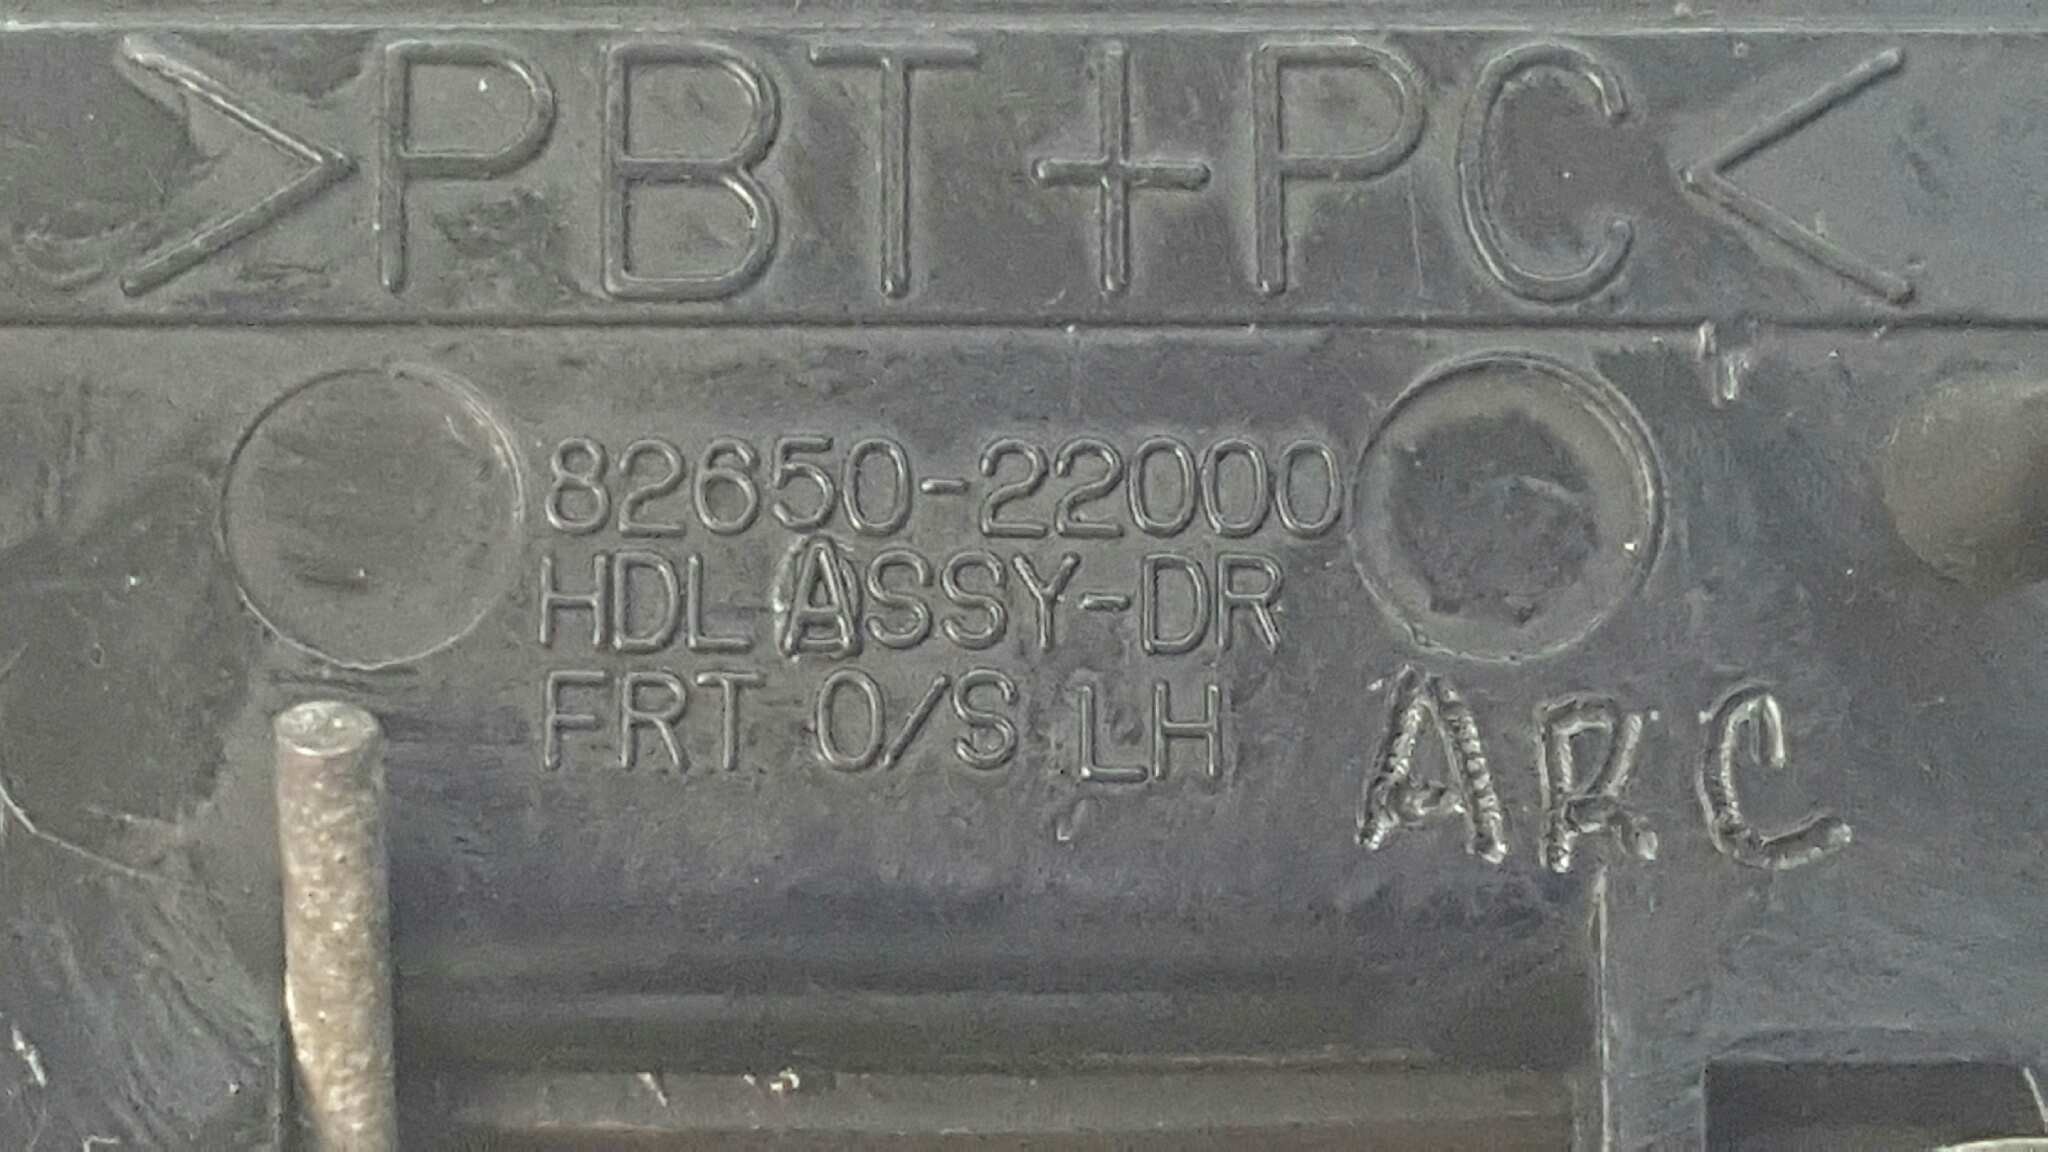 >PBT+PC<
82650-22000
HDL ASSY-DR
FRT O/S LH
ARC